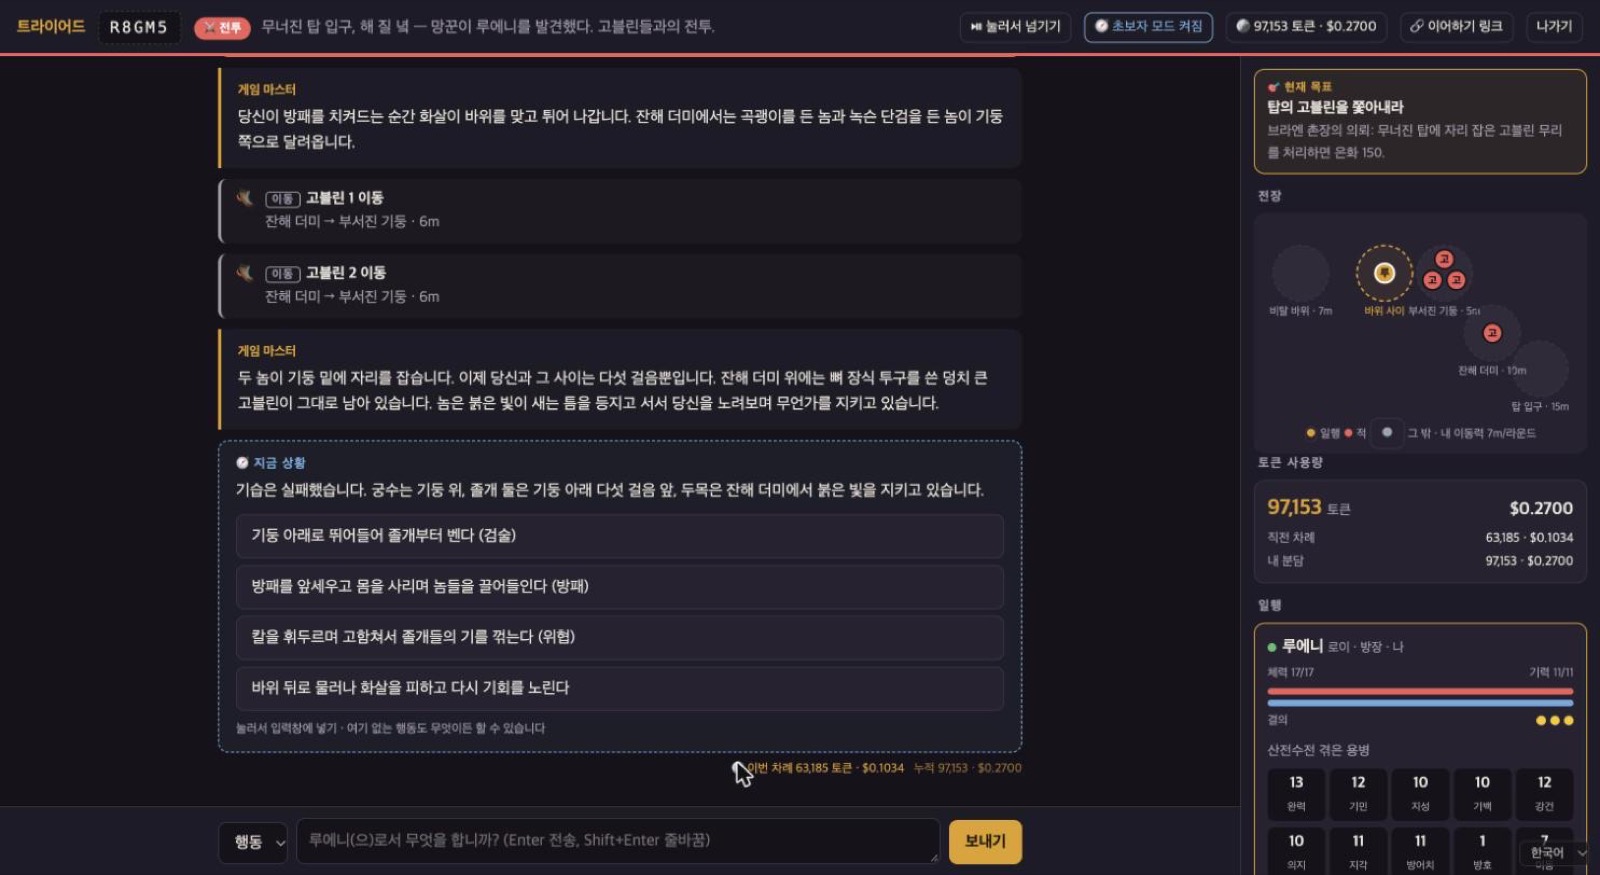 트라이어드 R8GM5 전투 무너진 탑 입구, 해 질 녘 — 망꾼이 루에니를 발견했다. 고블린들과의 전투. 눌러서 넘기기 초보자 모드 켜짐 97,153 토큰 · $0.2700 이어하기 링크 나가기
게임 마스터
당신이 방패를 치켜드는 순간 화살이 바위를 맞고 튀어 나갑니다. 잔해 더미에서는 곡괭이를 든 놈과 녹슨 단검을 든 놈이 기둥
쪽으로 달려옵니다.
이동 고블린 1 이동
잔해 더미 → 부서진 기둥 · 6m
이동 고블린 2 이동
잔해 더미 → 부서진 기둥 · 6m
게임 마스터
두 놈이 기둥 밑에 자리를 잡습니다. 이제 당신과 그 사이는 다섯 걸음뿐입니다. 잔해 더미 위에는 뼈 장식 투구를 쓴 덩치 큰
고블린이 그대로 남아 있습니다. 놈은 붉은 빛이 새는 틈을 등지고 서서 당신을 노려보며 무언가를 지키고 있습니다.
지금 상황
기습은 실패했습니다. 궁수는 기둥 위, 졸개 둘은 기둥 아래 다섯 걸음 앞, 두목은 잔해 더미에서 붉은 빛을 지키고 있습니다.
기둥 아래로 뛰어들어 졸개부터 벤다 (검술)
방패를 앞세우고 몸을 사리며 놈들을 끌어들인다 (방패)
칼을 휘두르며 고함쳐서 졸개들의 기를 꺾는다 (위협)
바위 뒤로 물러나 화살을 피하고 다시 기회를 노린다
눌러서 입력창에 넣기 · 여기 없는 행동도 무엇이든 할 수 있습니다
이번 차례 63,185 토큰 · $0.1034 누적 97,153 · $0.2700
행동 루에니(으)로서 무엇을 합니까? (Enter 전송, Shift+Enter 줄바꿈) 보내기
현재 목표
탑의 고블린을 쫓아내라
브라엔 촌장의 의뢰: 무너진 탑에 자리 잡은 고블린 무리
를 처리하면 은화 150.
전장
고
루 고 고
비탈 바위 · 7m 바위 사이 부서진 기둥 · 5m
고
잔해 더미 · 10m
탑 입구 · 15m
일행 적 그 밖 · 내 이동력 7m/라운드
토큰 사용량
97,153 토큰 $0.2700
직전 차례 63,185 · $0.1034
내 분담 97,153 · $0.2700
일행
루에니 로이 · 방장 · 나
체력 17/17 기력 11/11
결의
산전수전 겪은 용병
13 12 10 10 12
완력 기민 지성 기백 강건
10 11 11 1 7
의지 지각 방어치 방호 이동
한국어